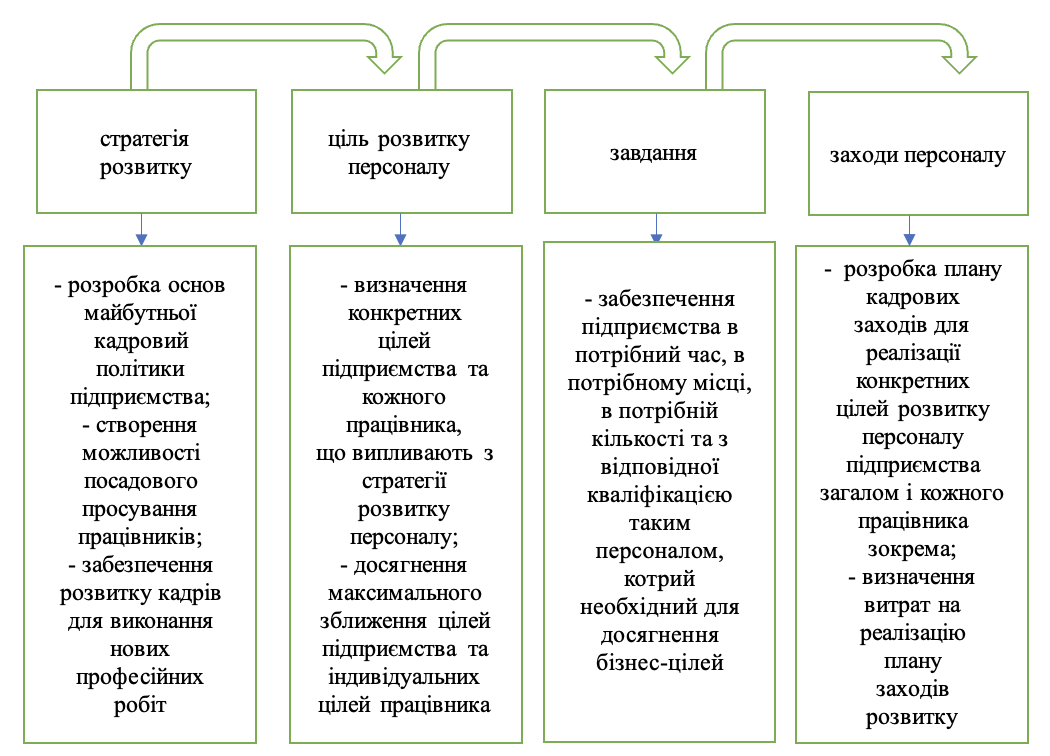 стратегія
розвитку
ціль розвитку
персоналу
завдання
заходи персоналу
- розробка основ
майбутньої
кадровий
політики
підприємства;
- створення
можливості
посадового
просування
працівників;
- забезпечення
розвитку кадрів
для виконання
нових
професійних
робіт
- визначення
конкретних
цілей
підприємства та
кожного
працівника,
що випливають з
стратегії
розвитку
персоналу;
- досягнення
максимального
зближення цілей
підприємства та
індивідуальних
цілей працівника
- забезпечення
підприємства в
потрібний час, в
потрібному місці,
в потрібній
кількості та з
відповідної
кваліфікацією
таким
персоналом,
котрий
необхідний для
досягнення
бізнес-цілей
- розробка плану
кадрових
заходів для
реалізації
конкретних
цілей розвитку
персоналу
підприємства
загалом і кожного
працівника
зокрема;
- визначення
витрат на
реалізацію
плану
заходів
розвитку